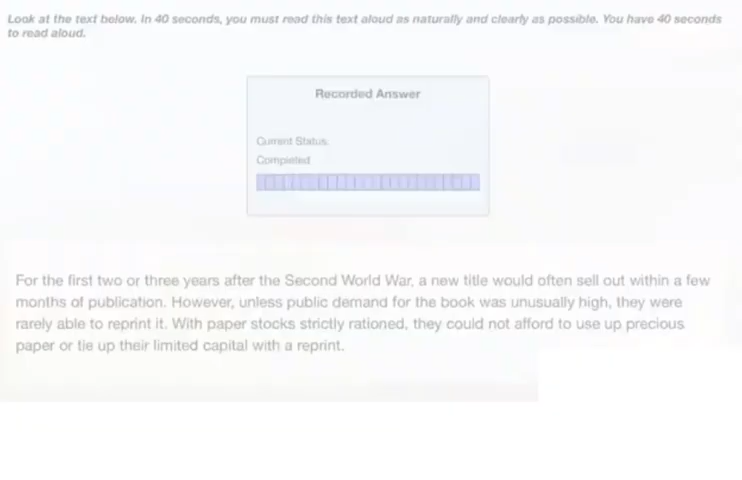 Look at the text below. In 40 seconds, you must read this text aloud as naturally and clearly as possible. You have 40 seconds
to read aloud.
Recorded Answer
Current Status:
Completed
For the first two or three years after the Second World War, a new title would often sell out within a few
months of publication. However, unless public demand for the book was unusually high, they were
rarely able to reprint it. With paper stocks strictly rationed, they could not afford to use up precious
paper or tie up their limited capital with a reprint.